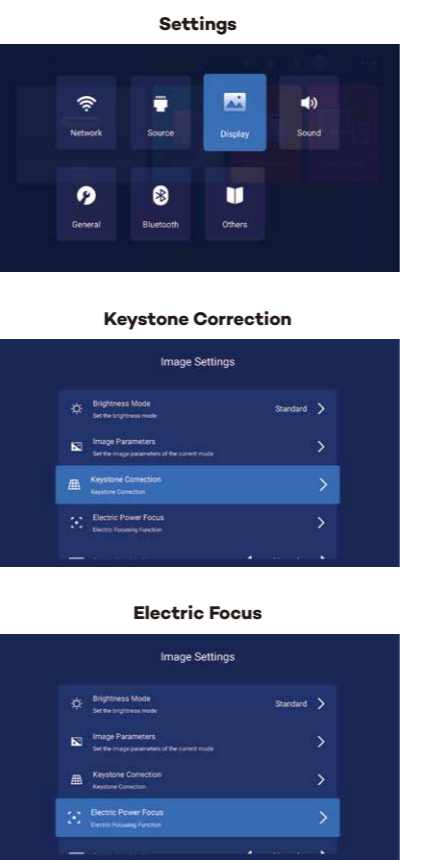 Settings
Network
Source
Display
Sound
General
Bluetooth
Others
Keystone Correction
Image Settings
Brightness Mode
Set the brightness mode
Standard
Image Parameters
Set the image parameters of the current mode
Keystone Correction
Keystone Correction
Electric Power Focus
Electric Focusing Function
Electric Focus
Image Settings
Brightness Mode
Set the brightness mode
Standard
Image Parameters
Set the image parameters of the current mode
Keystone Correction
Keystone Correction
Electric Power Focus
Electric Focusing Function